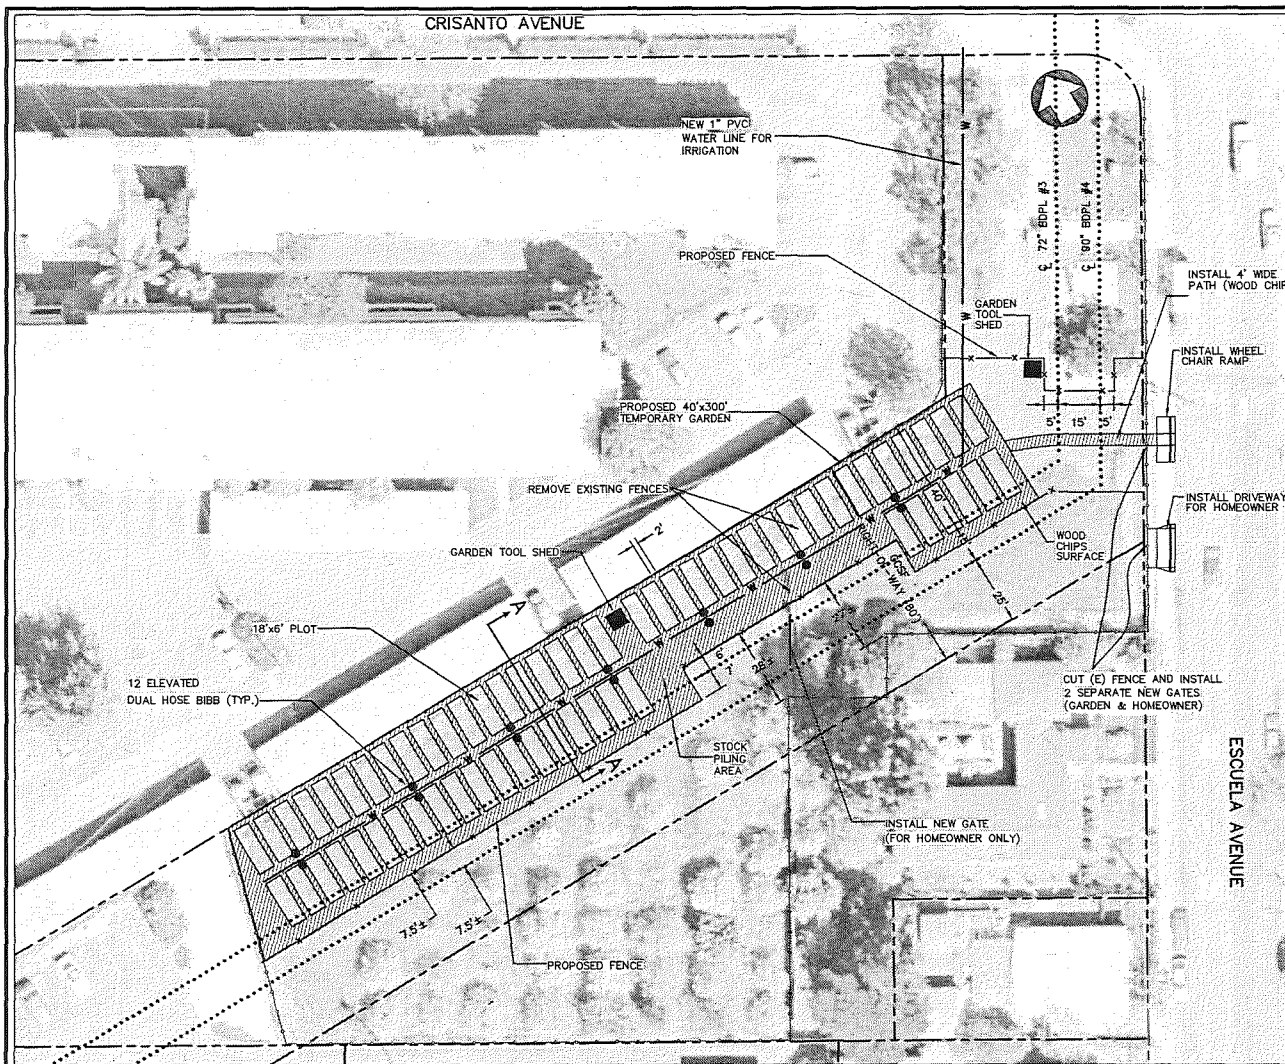 CRISANTO AVENUE
NEW 1" PVC
WATER LINE FOR
IRRIGATION
W
72" BDPL #3
90" BDPL #4
PROPOSED FENCE
W
GARDEN
TOOL
SHED
INSTALL 4' WIDE
PATH (WOOD CHIP
INSTALL WHEEL
CHAIR RAMP
5'
15'
5'
PROPOSED 40'x300'
TEMPORARY GARDEN
REMOVE EXISTING FENCES
40'
INSTALL DRIVEWAY
FOR HOMEOWNER
GARDEN TOOL SHED
2'
WOOD
CHIPS
SURFACE
OF-WAY (80')
25'
A
18'x6' PLOT
6'
7'
12 ELEVATED
DUAL HOSE BIBB (TYP.)
CUT (E) FENCE AND INSTALL
2 SEPARATE NEW GATES
(GARDEN & HOMEOWNER)
STOCK
PILING
AREA
A
ESCUELA AVENUE
INSTALL NEW GATE
(FOR HOMEOWNER ONLY)
7.5'±
7.5'±
PROPOSED FENCE